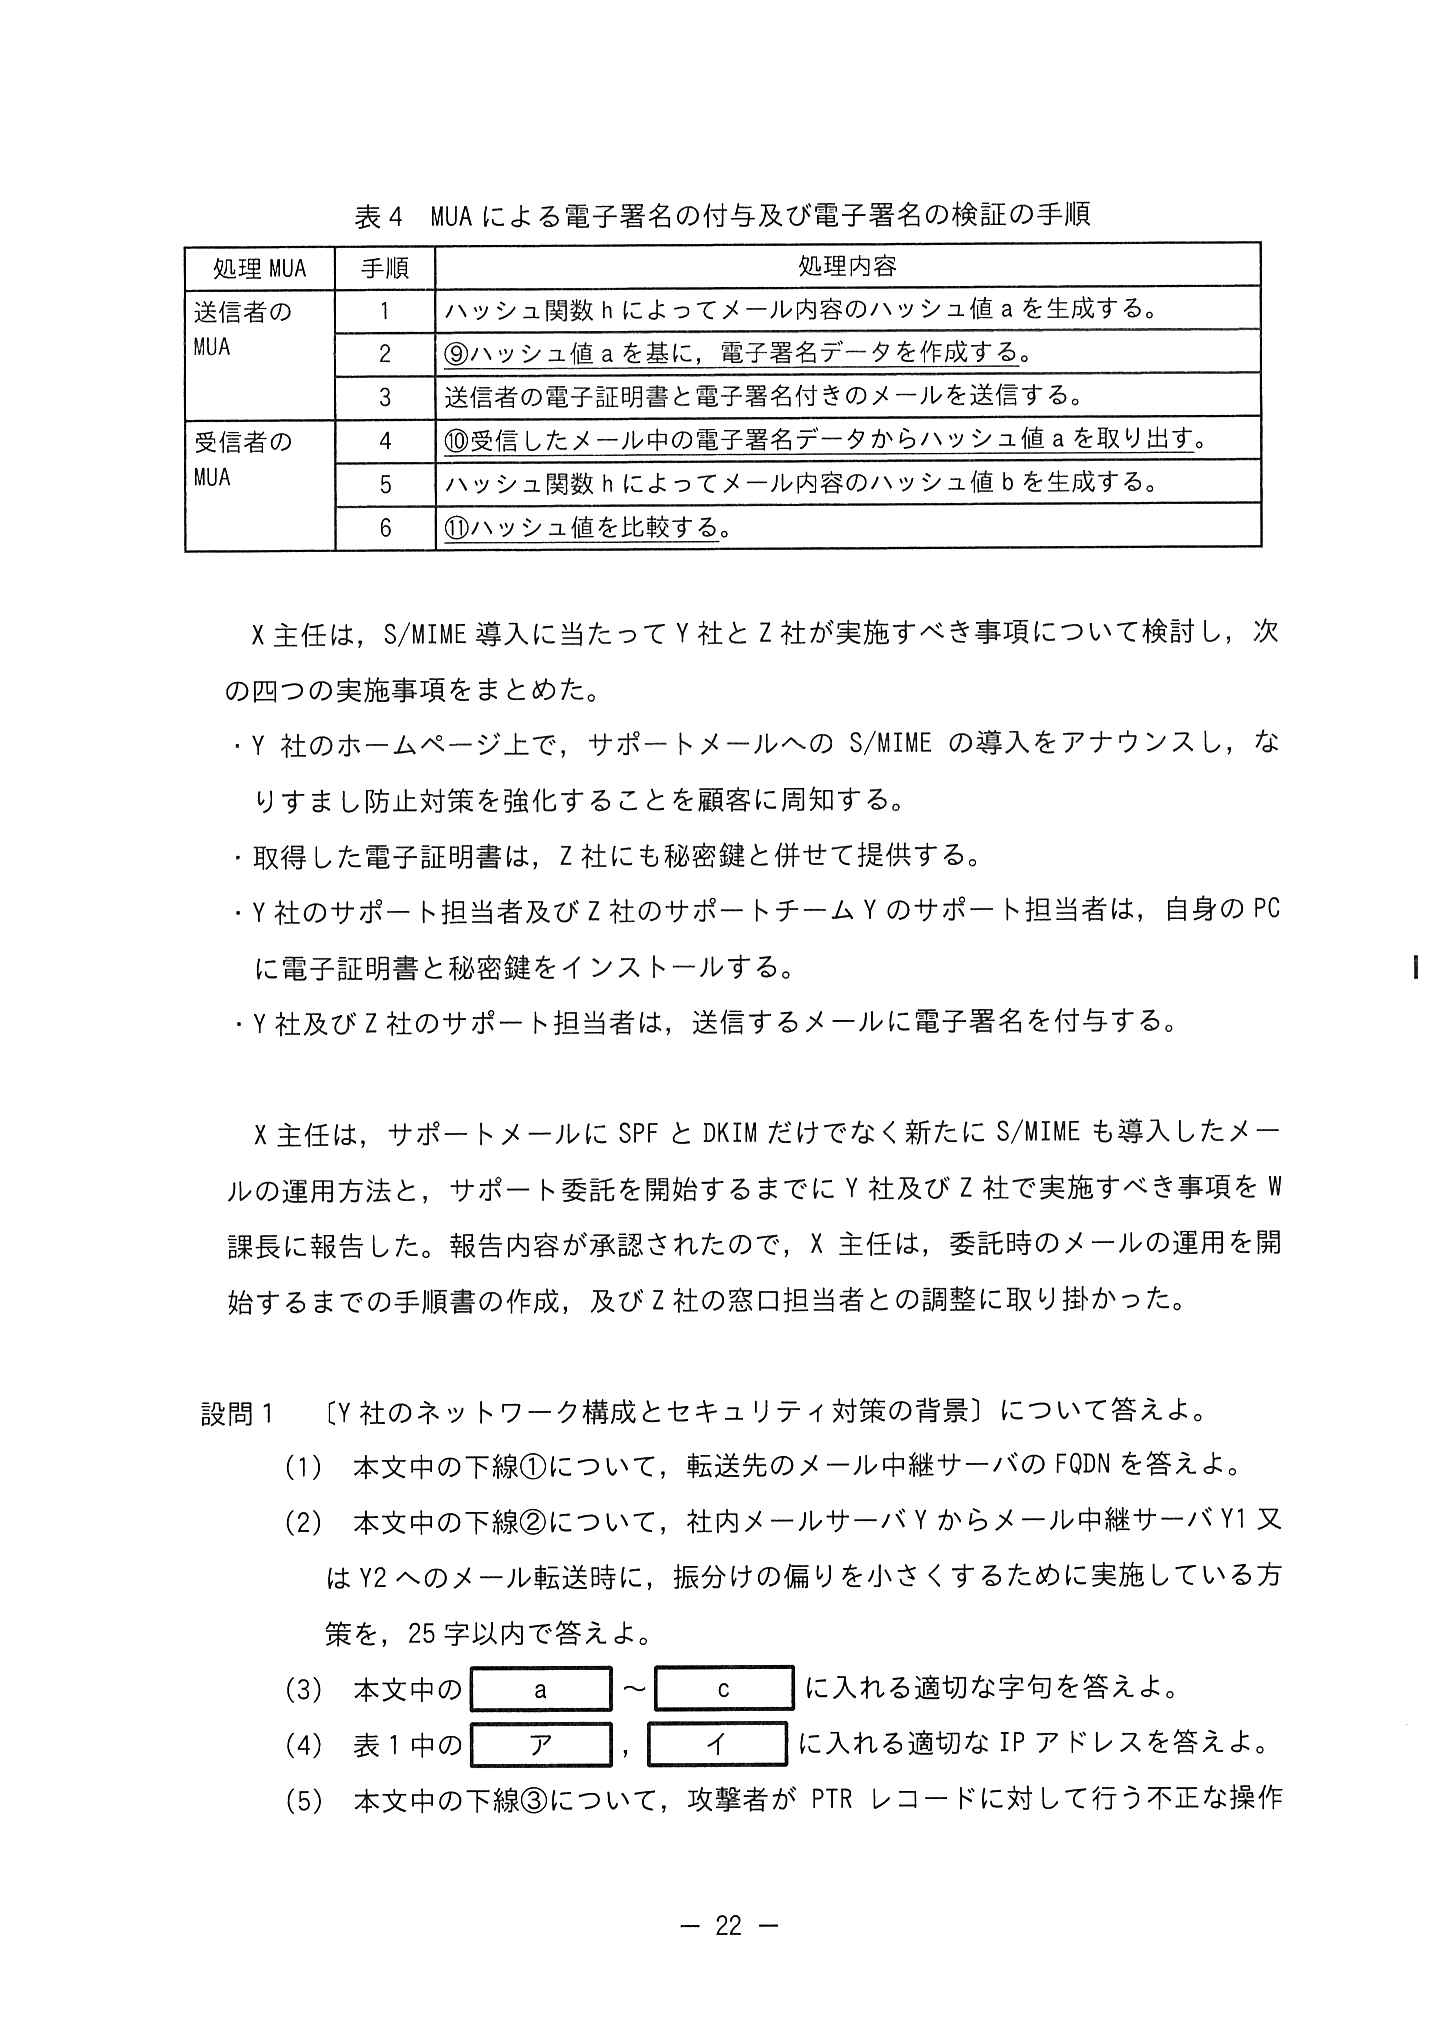 表4 MUAによる電子署名の付与及び電子署名の検証の手順
処理MUA 手順 処理内容
送信者のMUA 1 ハッシュ関数hによってメール内容のハッシュ値aを生成する。
2 ⑨ハッシュ値aを基に，電子署名データを作成する。
3 送信者の電子証明書と電子署名付きのメールを送信する。
受信者のMUA 4 ⑩受信したメール中の電子署名データからハッシュ値aを取り出す。
5 ハッシュ関数hによってメール内容のハッシュ値bを生成する。
6 ⑪ハッシュ値を比較する。
X主任は，S/MIME導入に当たってY社とZ社が実施すべき事項について検討し，次
の四つの実施事項をまとめた。
・Y社のホームページ上で，サポートメールへのS/MIMEの導入をアナウンスし，な
りすまし防止対策を強化することを顧客に周知する。
・取得した電子証明書は，Z社にも秘密鍵と併せて提供する。
・Y社のサポート担当者及びZ社のサポートチームYのサポート担当者は，自身のPC
に電子証明書と秘密鍵をインストールする。
・Y社及びZ社のサポート担当者は，送信するメールに電子署名を付与する。
X主任は，サポートメールにSPFとDKIMだけでなく新たにS/MIMEも導入したメー
ルの運用方法と，サポート委託を開始するまでにY社及びZ社で実施すべき事項をW
課長に報告した。報告内容が承認されたので，X主任は，委託時のメールの運用を開
始するまでの手順書の作成，及びZ社の窓口担当者との調整に取り掛かった。
設問1 〔Y社のネットワーク構成とセキュリティ対策の背景〕について答えよ。
(1) 本文中の下線①について，転送先のメール中継サーバのFQDNを答えよ。
(2) 本文中の下線②について，社内メールサーバYからメール中継サーバY1又
はY2へのメール転送時に，振分けの偏りを小さくするために実施している方
策を，25字以内で答えよ。
(3) 本文中の a ～ c に入れる適切な字句を答えよ。
(4) 表1中の ア ， イ に入れる適切なIPアドレスを答えよ。
(5) 本文中の下線③について，攻撃者がPTRレコードに対して行う不正な操作
— 22 —